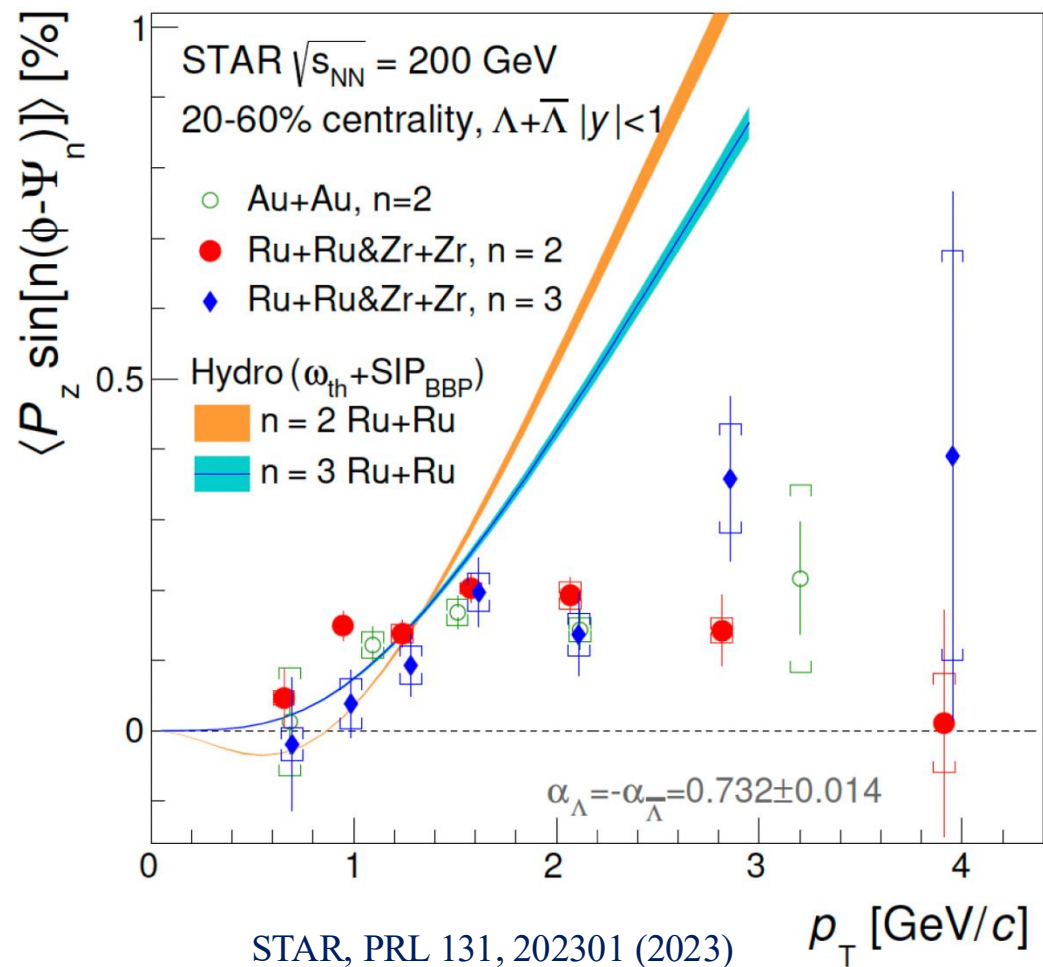 ⟨P_z sin[n(ϕ-Ψ_n)]⟩ [%]
1
0.5
0
STAR √s_NN = 200 GeV
20-60% centrality, Λ+Λ̅ |y|<1
Au+Au, n=2
Ru+Ru&Zr+Zr, n = 2
Ru+Ru&Zr+Zr, n = 3
Hydro (ω_th+SIP_BBP)
n = 2 Ru+Ru
n = 3 Ru+Ru
α_Λ=-α_Λ̅=0.732±0.014
0 1 2 3 4
p_T [GeV/c]
STAR, PRL 131, 202301 (2023)